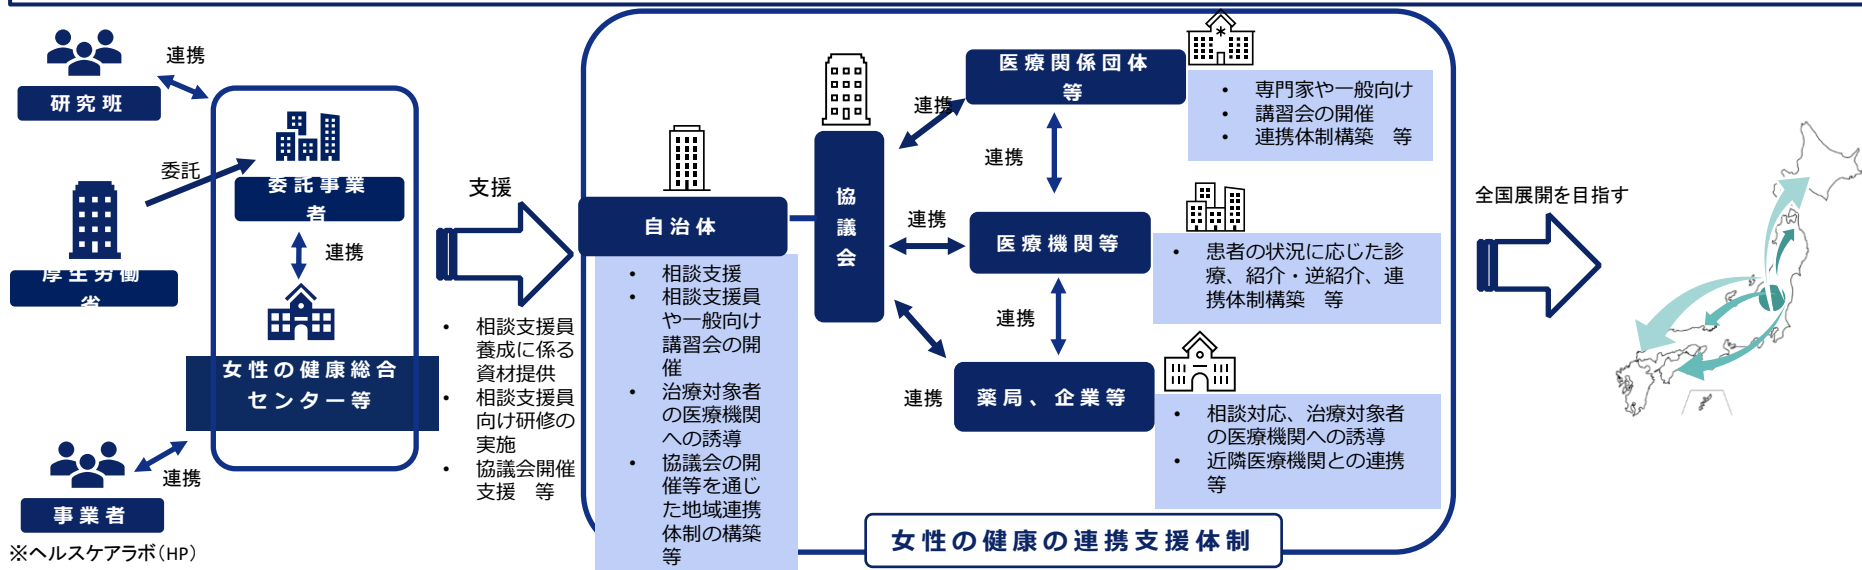 連携
研究班
委託
委託事業
者
連携
厚生労働
省
女性の健康総合
センター等
連携
事業者
※ヘルスケアラボ(HP)
支援
・ 相談支援員
養成に係る
資材提供
・ 相談支援員
向け研修の
実施
・ 協議会開催
支援 等
自治体
・ 相談支援
・ 相談支援員
や一般向け
講習会の開
催
・ 治療対象者
の医療機関
への誘導
・ 協議会の開
催等を通じ
た地域連携
体制の構築
等
協議会
連携
連携
連携
医療関係団体
等
・ 専門家や一般向け
・ 講習会の開催
・ 連携体制構築 等
連携
医療機関等
・ 患者の状況に応じた診
療、紹介・逆紹介、連
携体制構築 等
連携
薬局、企業等
・ 相談対応、治療対象者
の医療機関への誘導
・ 近隣医療機関との連携
等
女性の健康の連携支援体制
全国展開を目指す